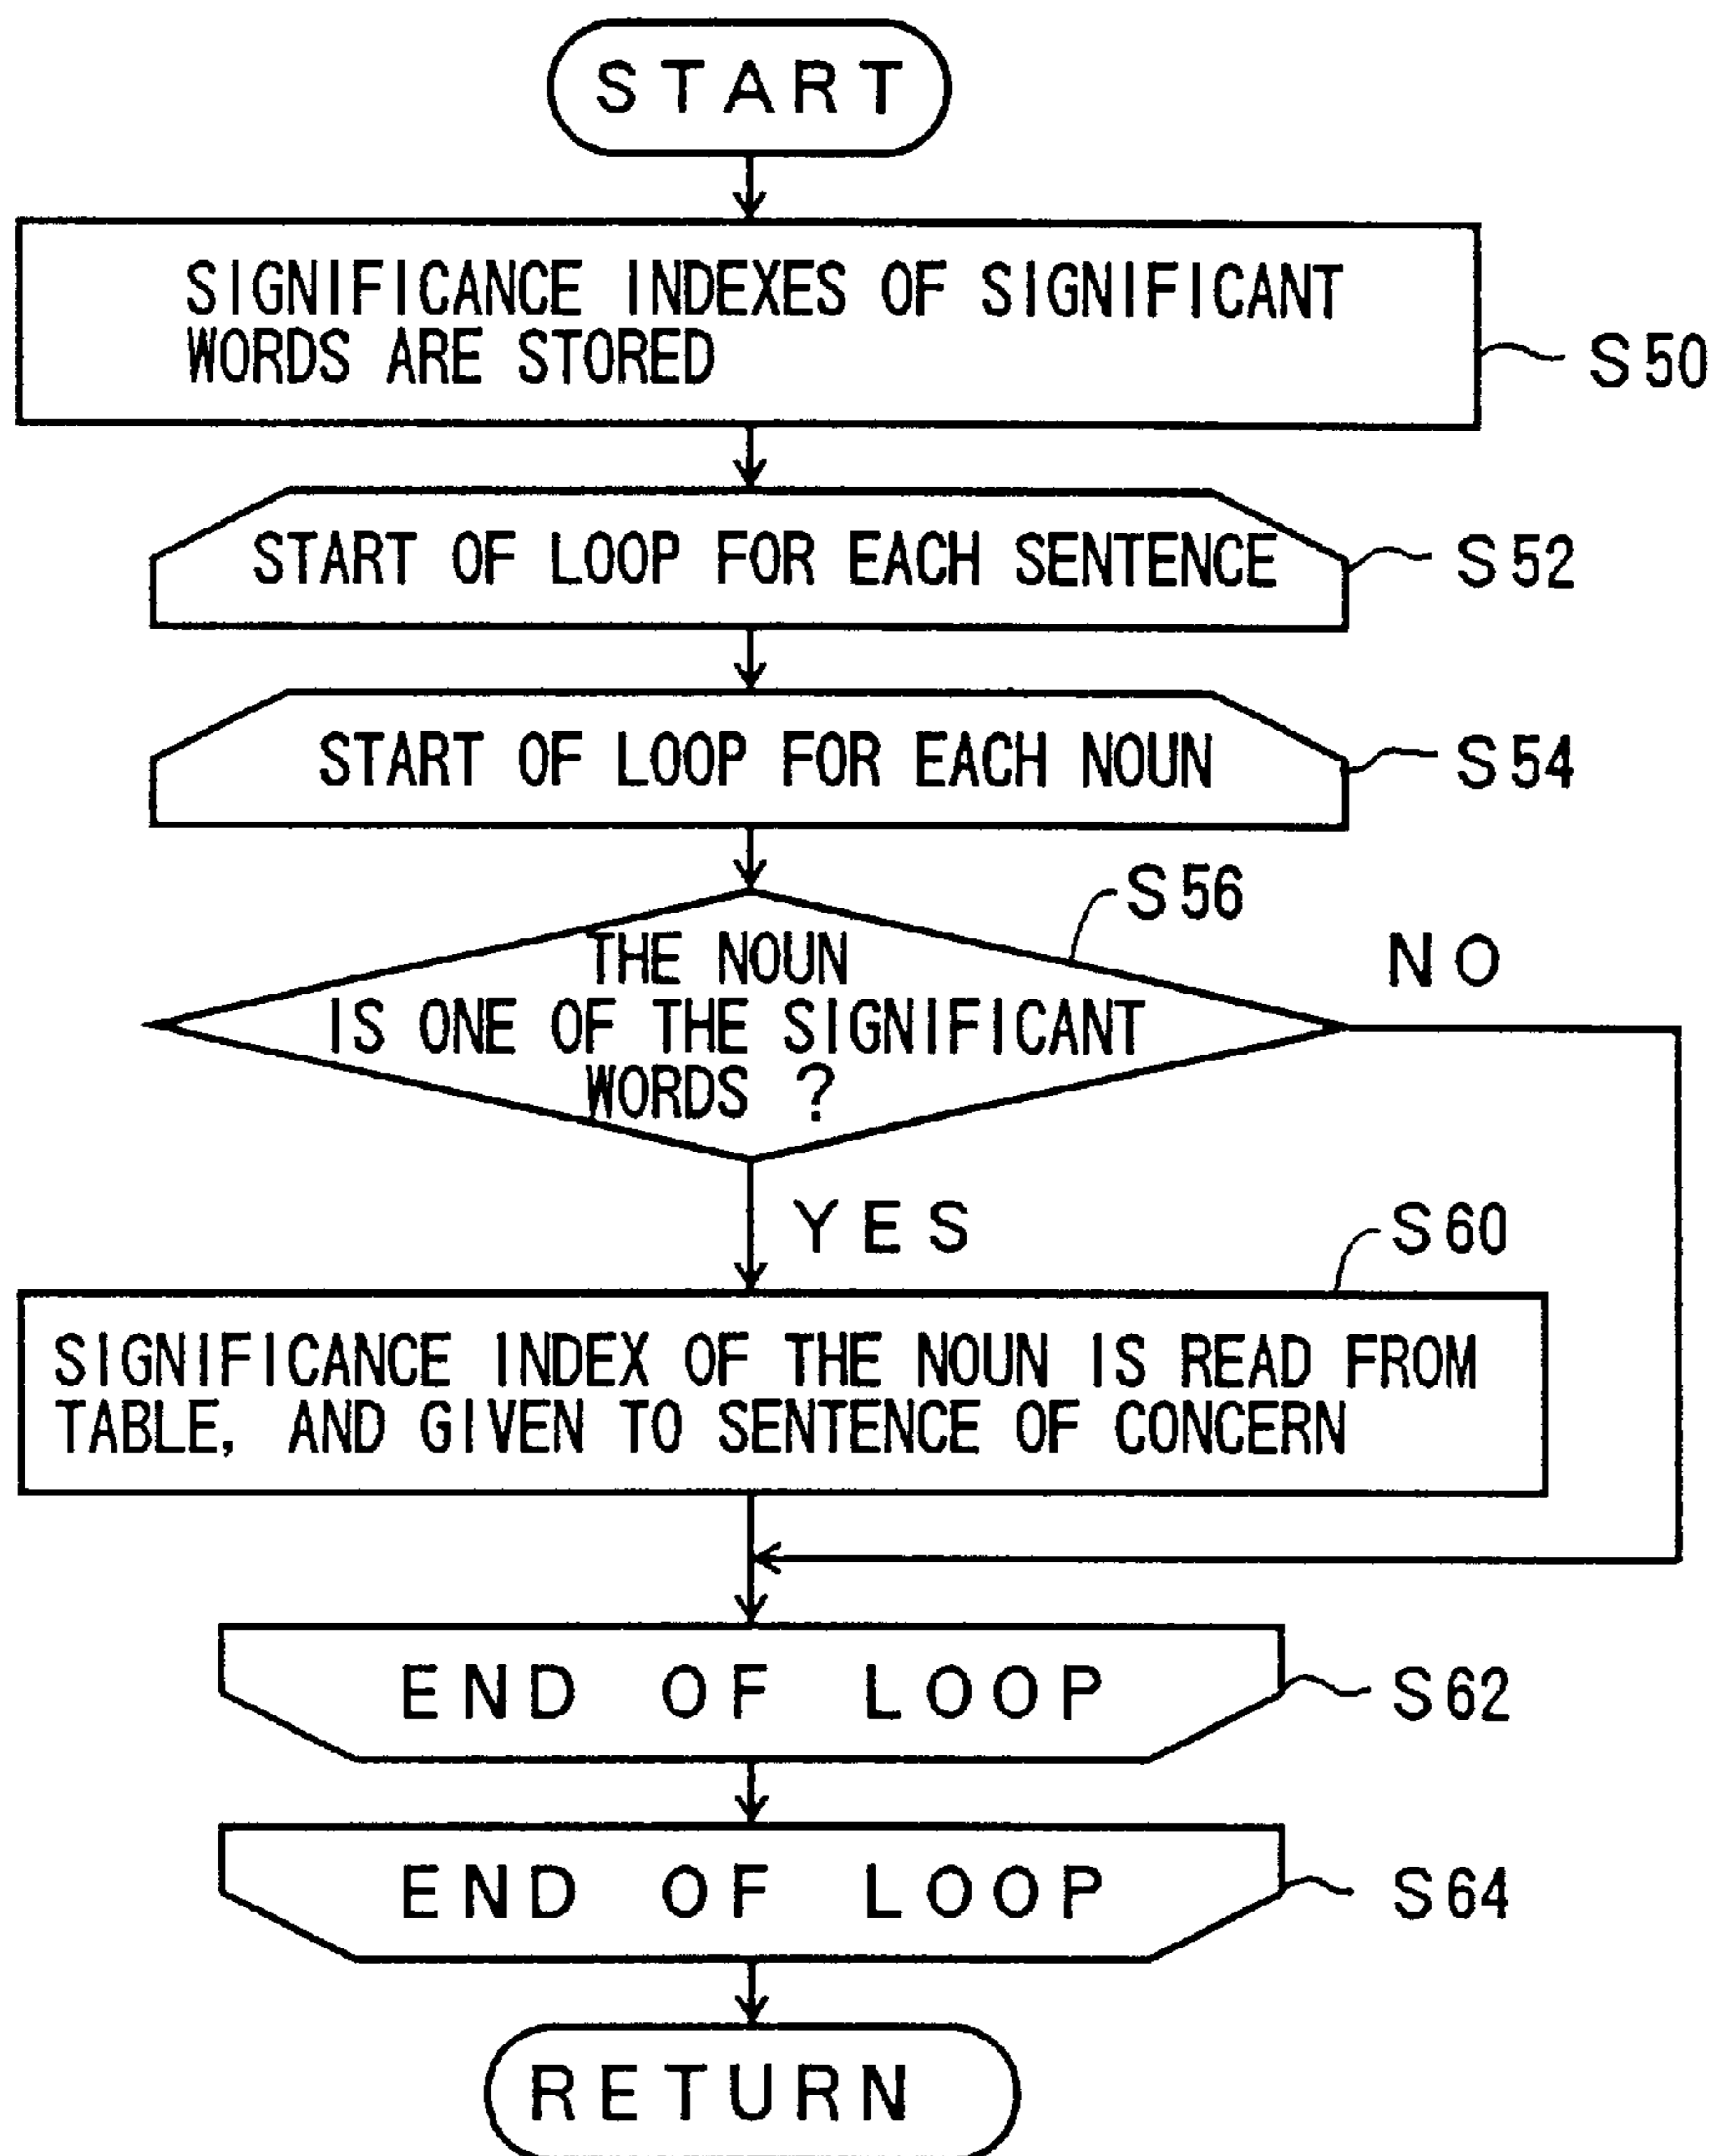 START
SIGNIFICANCE INDEXES OF SIGNIFICANT
WORDS ARE STORED
S50
START OF LOOP FOR EACH SENTENCE
S52
START OF LOOP FOR EACH NOUN
S54
S56
THE NOUN
IS ONE OF THE SIGNIFICANT
WORDS ?
NO
YES
S60
SIGNIFICANCE INDEX OF THE NOUN IS READ FROM
TABLE, AND GIVEN TO SENTENCE OF CONCERN
END OF LOOP
S62
END OF LOOP
S64
RETURN